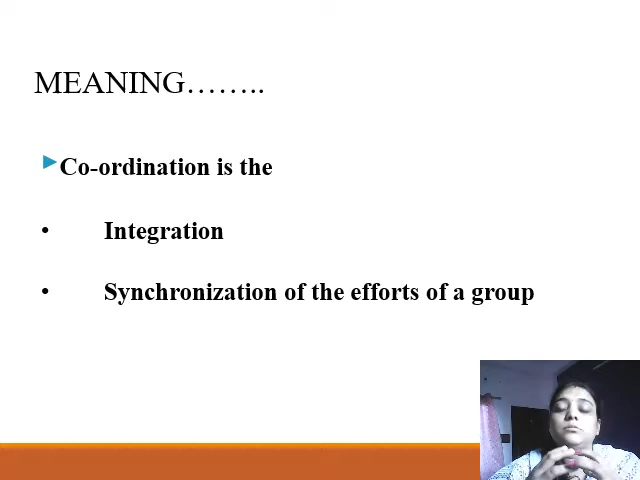 MEANING……..
Co-ordination is the
• Integration
• Synchronization of the efforts of a group